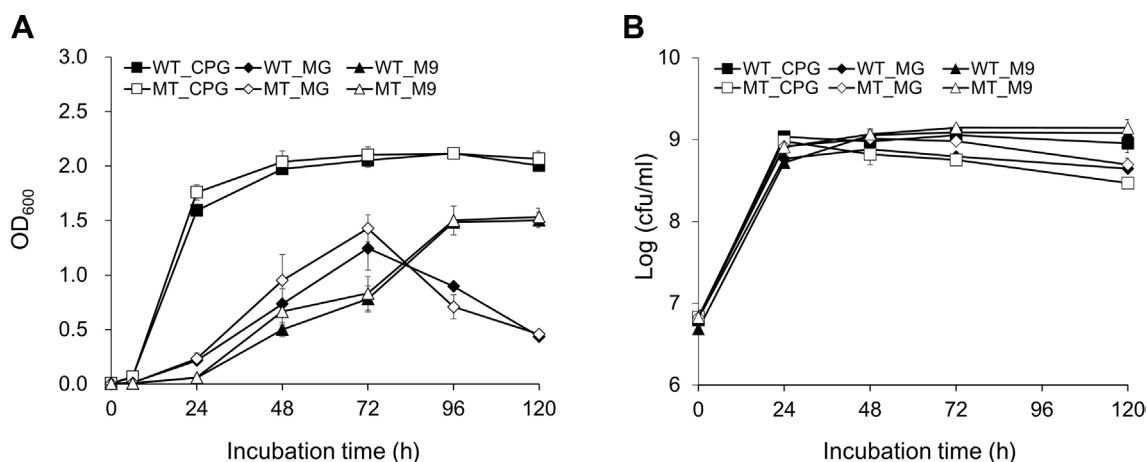 A
3.0
2.5
2.0
1.5
1.0
0.5
0.0
OD600
WT_CPG WT_MG WT_M9
MT_CPG MT_MG MT_M9
0 24 48 72 96 120
Incubation time (h)
B
10
9
8
7
6
Log (cfu/ml)
WT_CPG WT_MG WT_M9
MT_CPG MT_MG MT_M9
0 24 48 72 96 120
Incubation time (h)